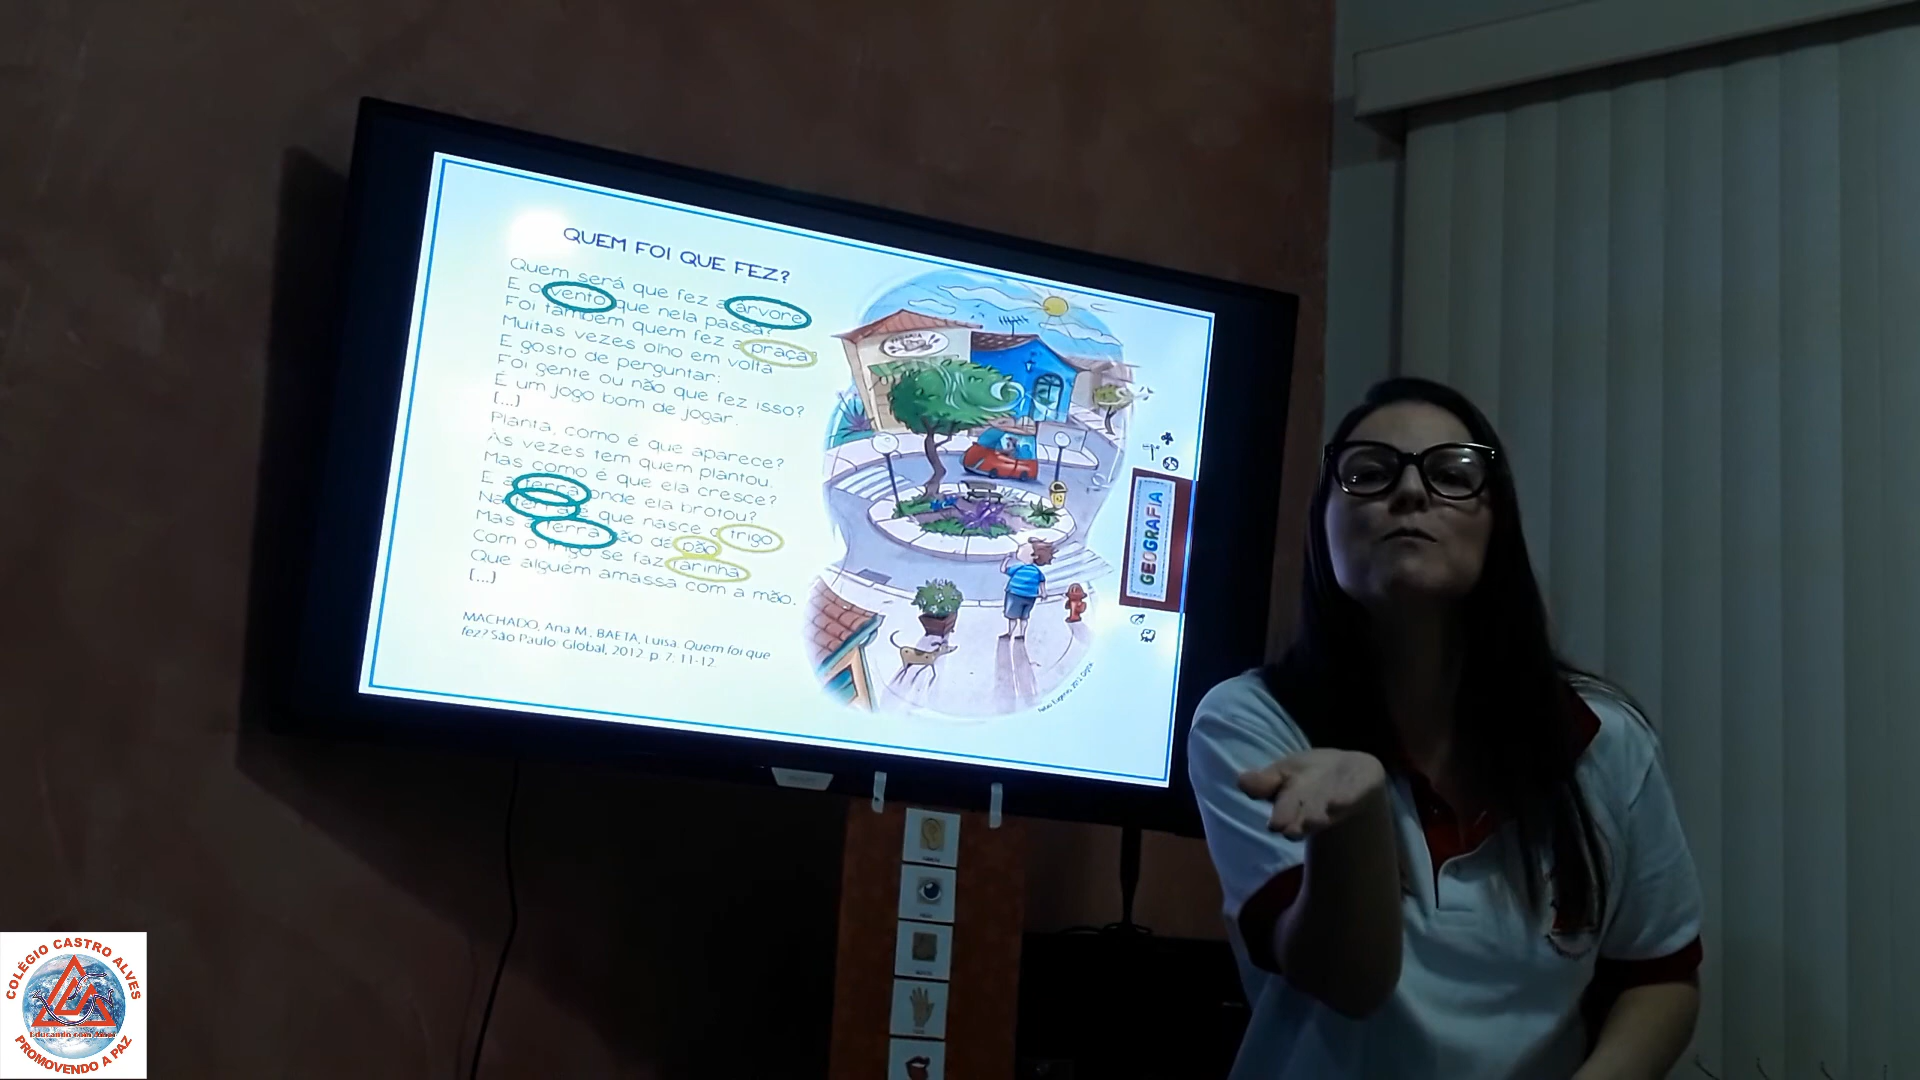 QUEM FOI QUE FEZ?
Quem será que fez a árvore
E o vento que nela passa?
Foi também quem fez a praça?
Muitas vezes olho em volta
E gosto de perguntar:
Foi gente ou não que fez isso?
É um jogo bom de jogar.
[...]
Planta, como é que aparece?
Às vezes tem quem plantou.
Mas como é que ela cresce?
E a terra onde ela brotou?
Na terra é que nasce o trigo
Mas a terra não dá pão
Com o trigo se faz farinha
Que alguém amassa com a mão.
[...]
MACHADO, Ana M., BAETA, Luisa. Quem foi que
fez? São Paulo: Global, 2012. p. 7, 11-12
GEOGRAFIA
COLÉGIO CASTRO ALVES
PROMOVENDO A PAZ